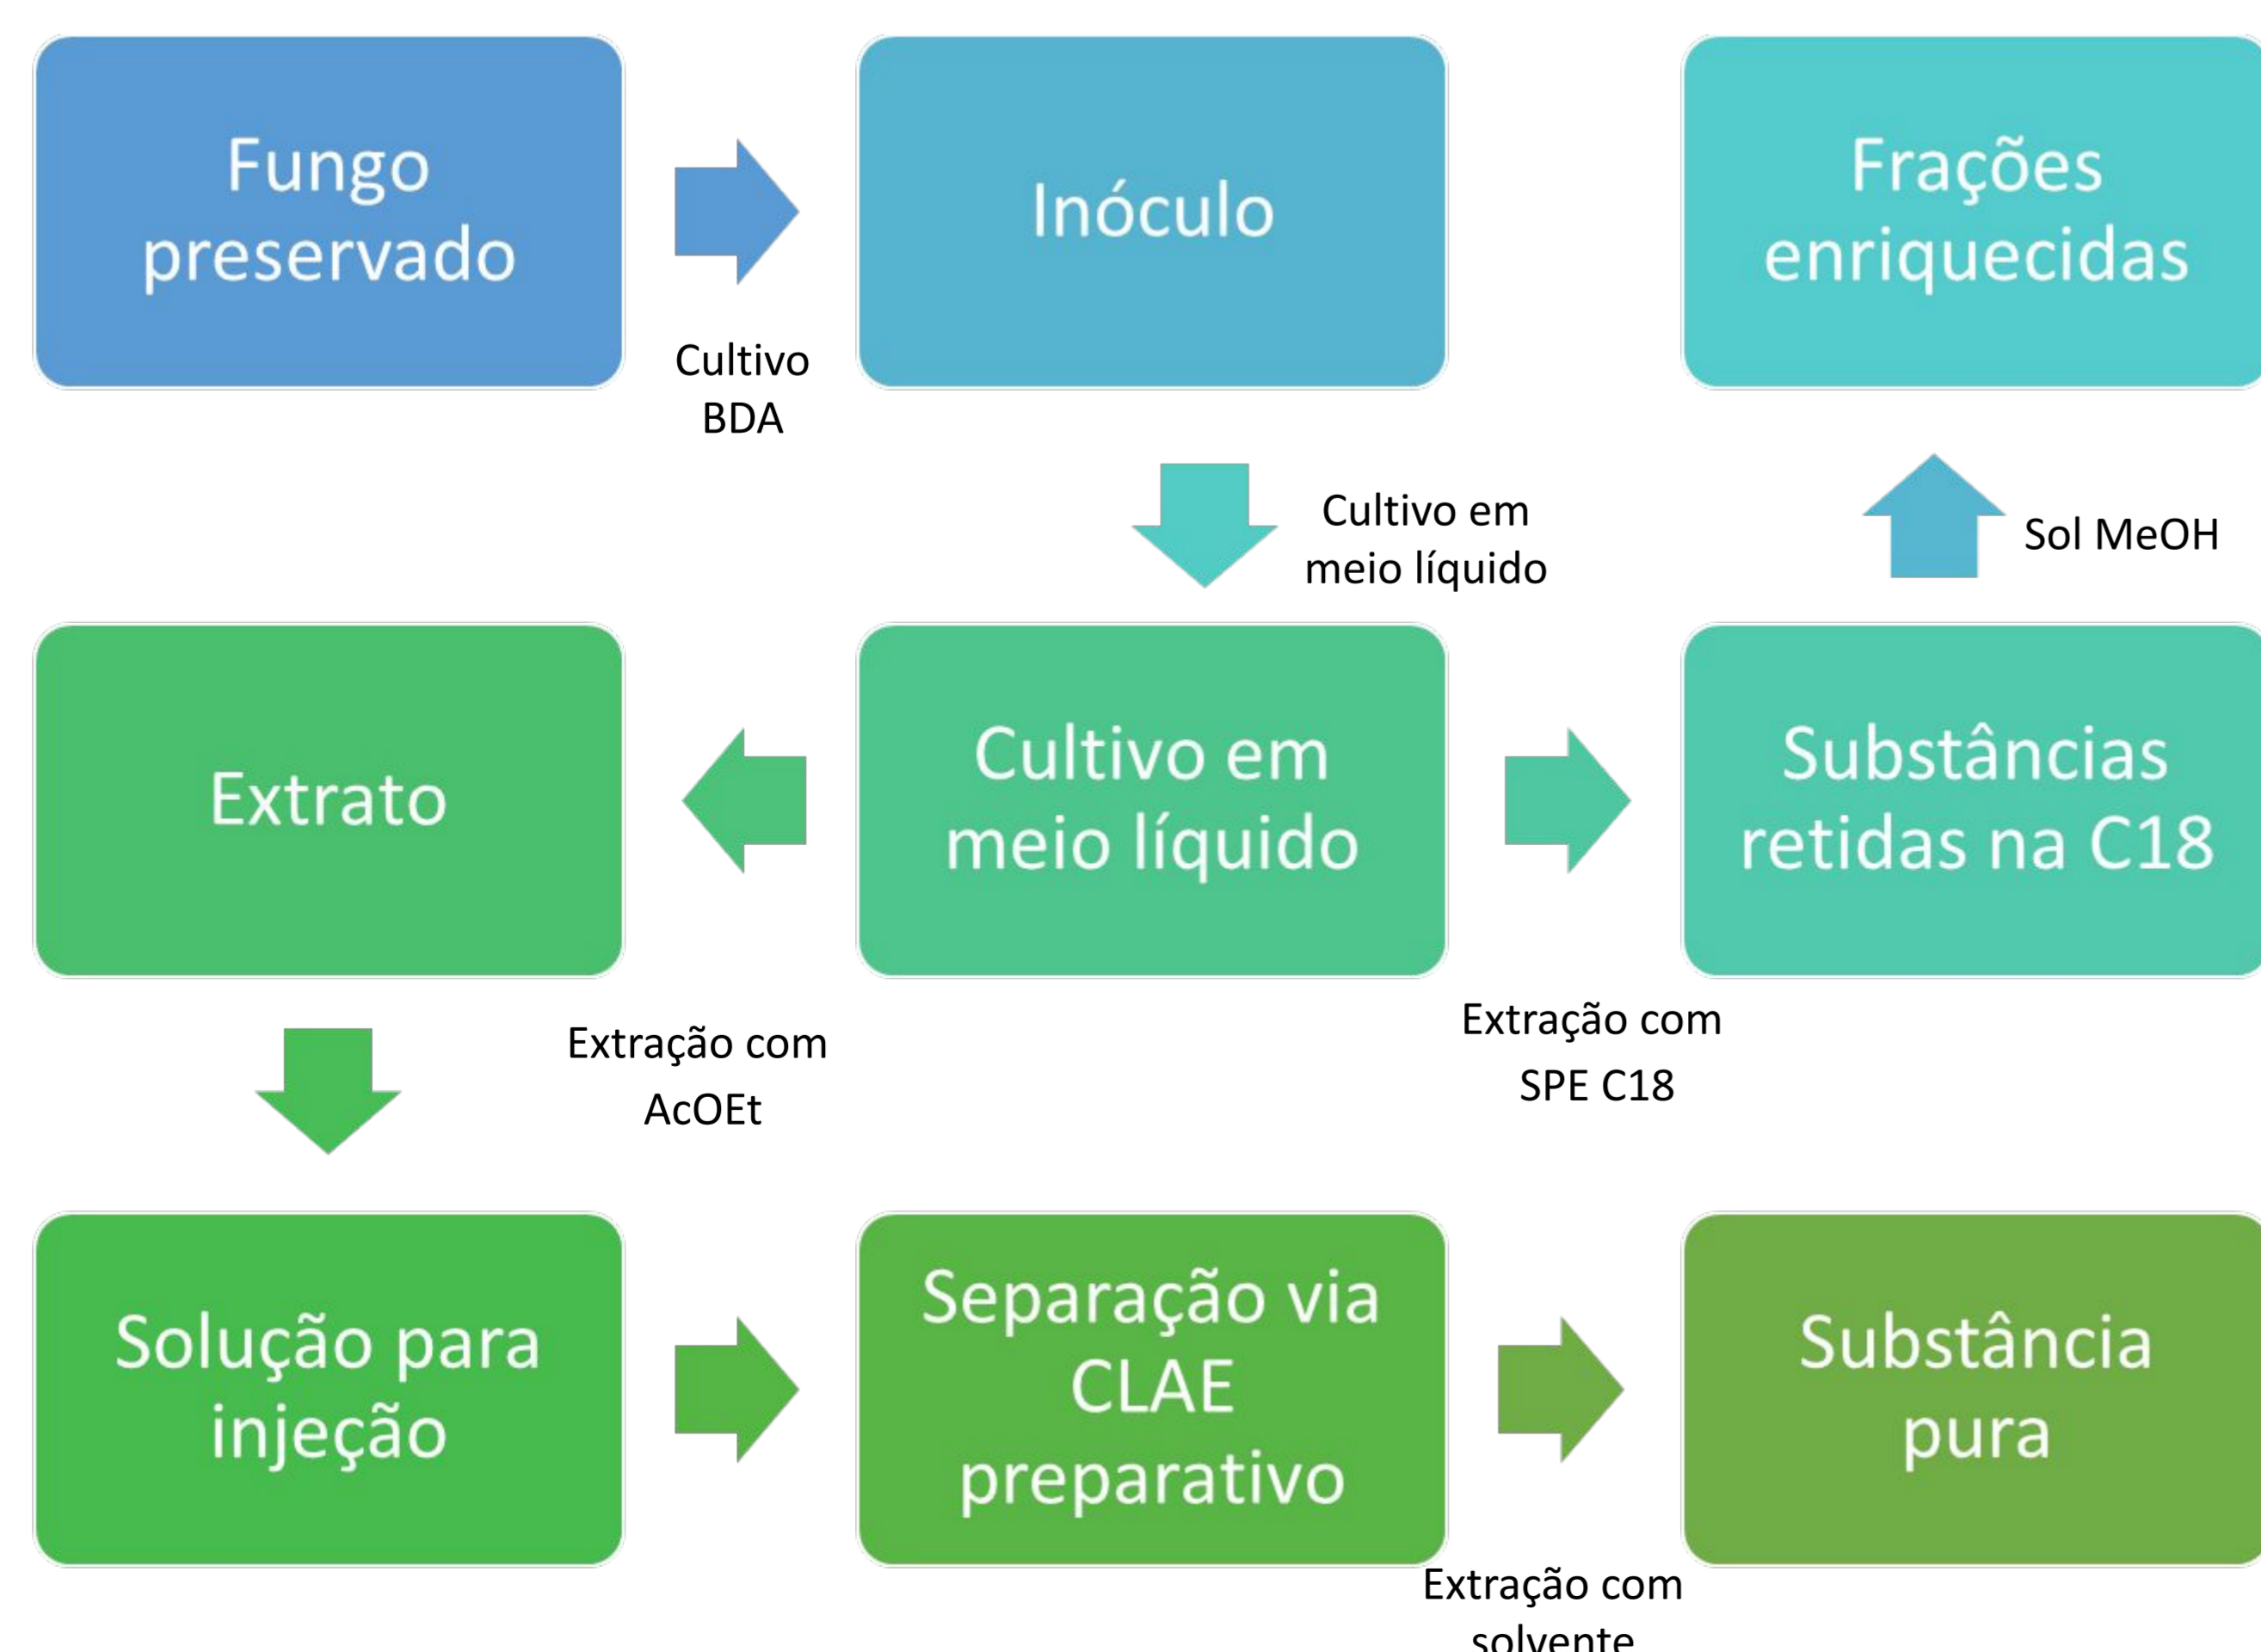 Fungo
preservado
Cultivo
BDA
Inóculo
Frações
enriquecidas
Cultivo em
meio líquido
Sol MeOH
Extrato
Cultivo em
meio líquido
Substâncias
retidas na C18
Extração com
AcOEt
Extração com
SPE C18
Solução para
injeção
Separação via
CLAE
preparativo
Substância
pura
Extração com
solvente